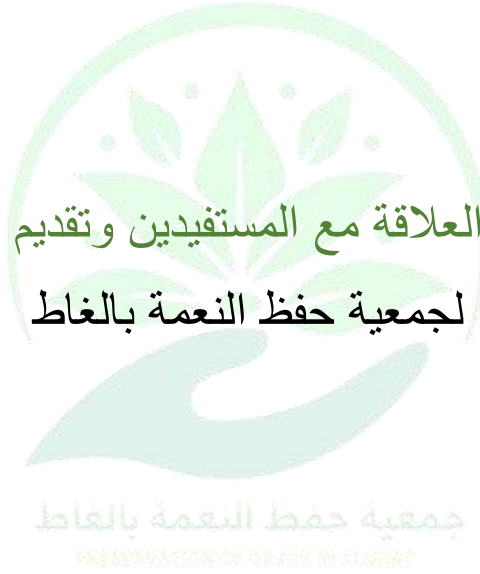 العلاقة مع المستفيدين وتقديم
لجمعية حفظ النعمة بالغاط
جمعية حفظ النعمة بالغاط